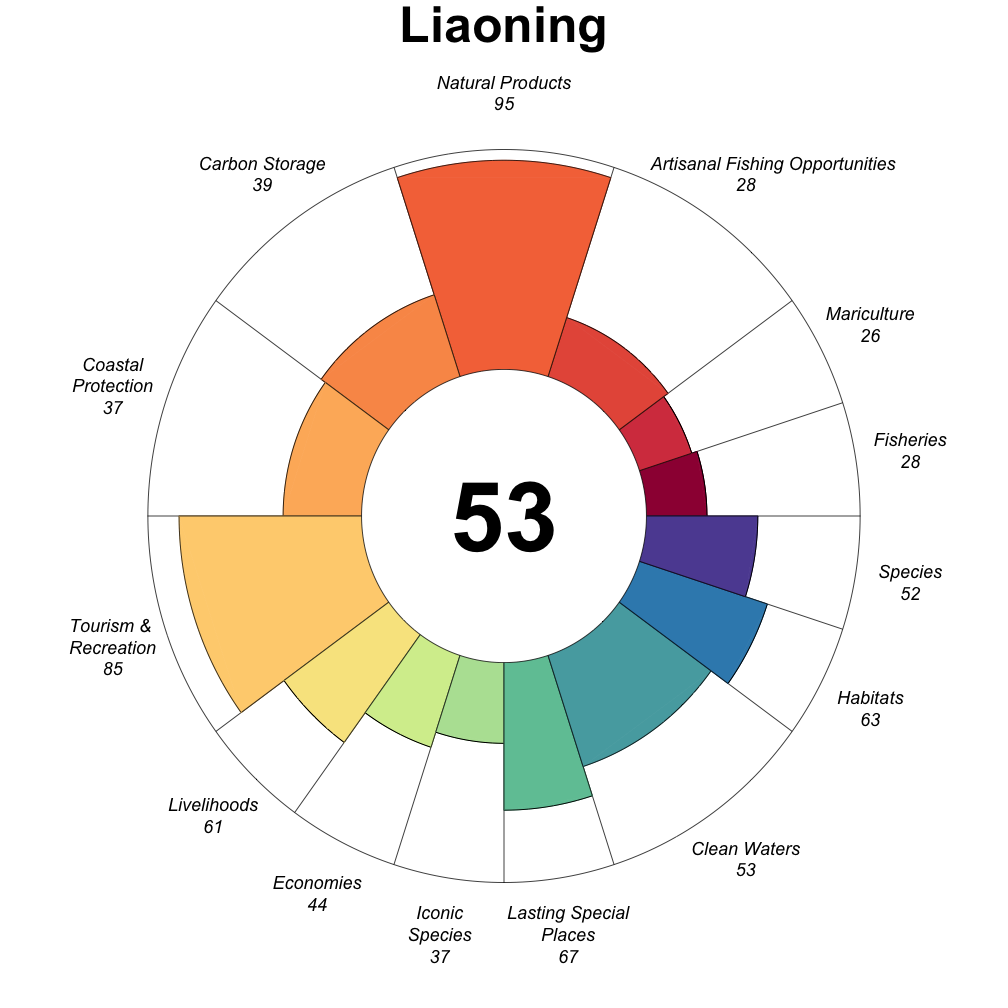 Liaoning
Natural Products
95
Artisanal Fishing Opportunities
28
Mariculture
26
Fisheries
28
Species
52
Habitats
63
Clean Waters
53
Lasting Special
Places
67
Iconic
Species
37
Economies
44
Livelihoods
61
Tourism &
Recreation
85
Coastal
Protection
37
Carbon Storage
39
53